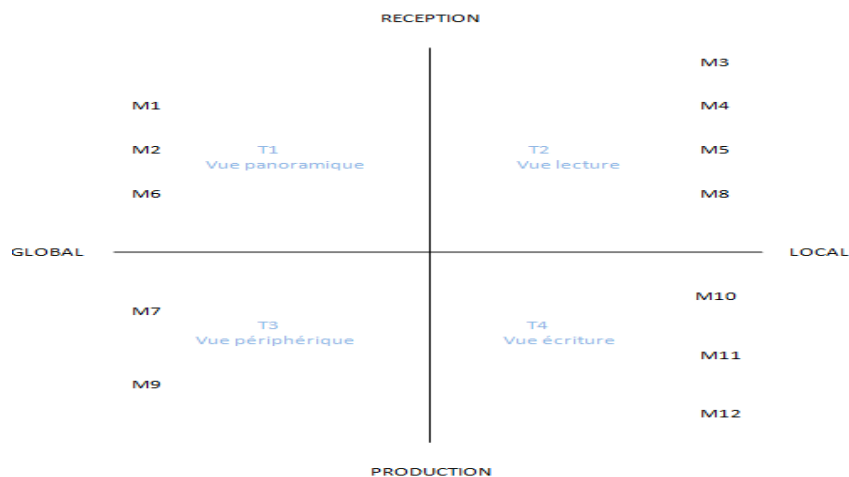 RECEPTION
M3
M1
M4
M2
T1
Vue panoramique
T2
Vue lecture
M5
M6
M8
GLOBAL
LOCAL
M7
T3
Vue périphérique
T4
Vue écriture
M10
M11
M9
M12
PRODUCTION